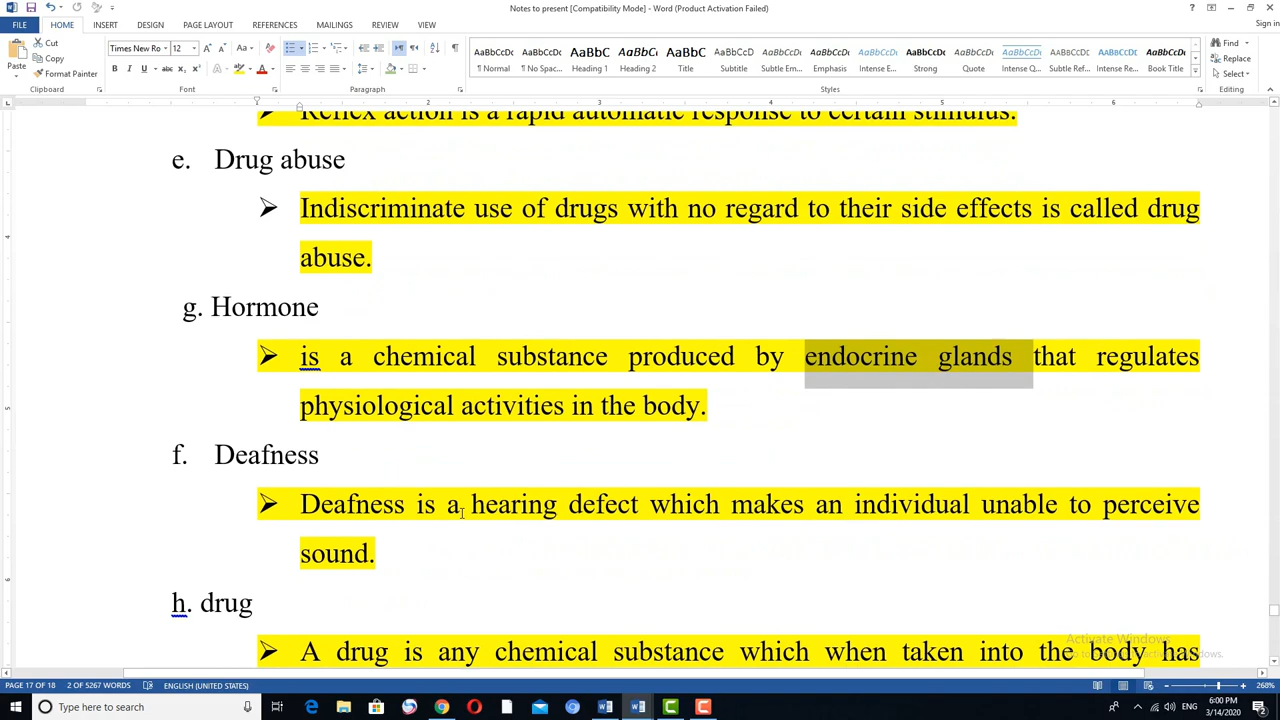 Notes to present [Compatibility Mode] - Word (Product Activation Failed)
FILE HOME INSERT DESIGN PAGE LAYOUT REFERENCES MAILINGS REVIEW VIEW Sign in
Paste Cut Copy Format Painter
Times New Ro 12
AaBbCcDc ¶ Normal AaBbCcDc ¶ No Spac... AaBbC Heading 1 AaBbCc Heading 2 AaBbC Title AaBbCcD Subtitle AaBbCcDc Subtle Em... AaBbCcDc Emphasis AaBbCcDc Intense E... AaBbCcDc Strong AaBbCcDc Quote AaBbCcDc Intense Q... AaBbCcDc Subtle Ref... AaBbCcDc Intense Re... AaBbCcDc Book Title
Find Replace Select
Clipboard Font Paragraph Styles Editing
1 2 3 4 5 6
➢ Reflex action is a rapid automatic response to certain stimulus.
e. Drug abuse
➢ Indiscriminate use of drugs with no regard to their side effects is called drug
abuse.
g. Hormone
➢ is a chemical substance produced by endocrine glands that regulates
physiological activities in the body.
f. Deafness
➢ Deafness is a hearing defect which makes an individual unable to perceive
sound.
h. drug
➢ A drug is any chemical substance which when taken into the body has
Activate Windows
PAGE 17 OF 18 2 OF 5267 WORDS ENGLISH (UNITED STATES) 268%
Type here to search
6:00 PM
3/14/2020